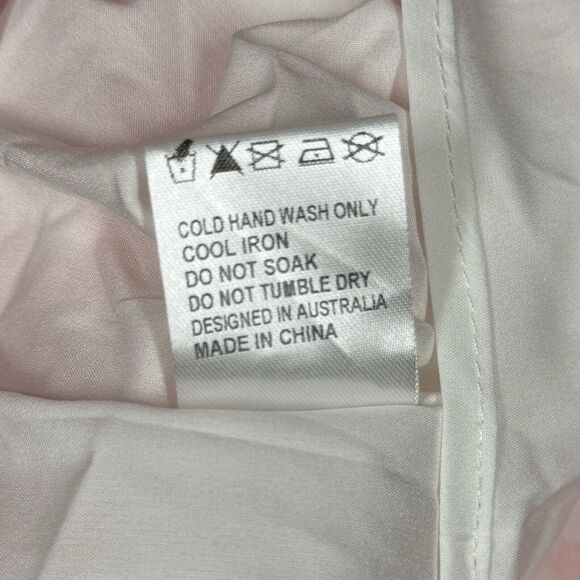 COLD HAND WASH ONLY
COOL IRON
DO NOT SOAK
DO NOT TUMBLE DRY
DESIGNED IN AUSTRALIA
MADE IN CHINA